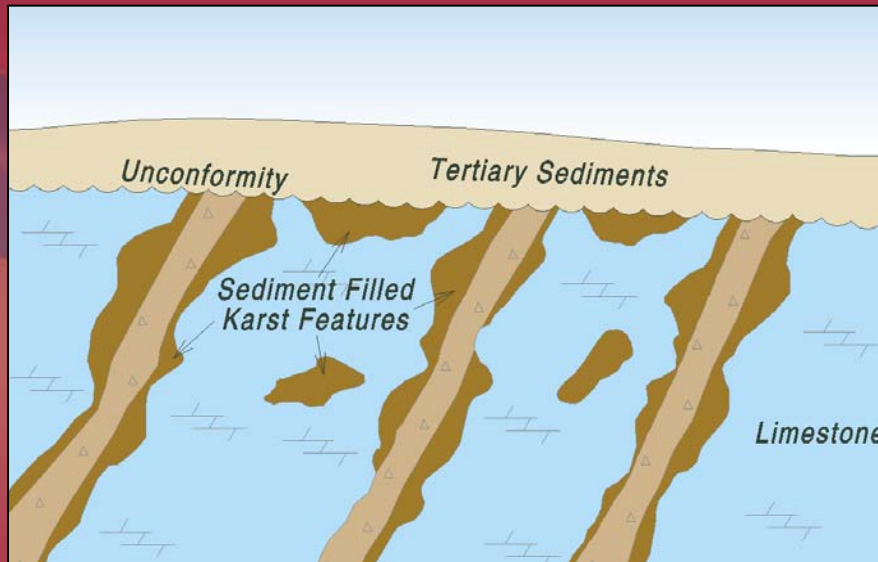 Unconformity
Tertiary Sediments
Sediment Filled
Karst Features
Limestone